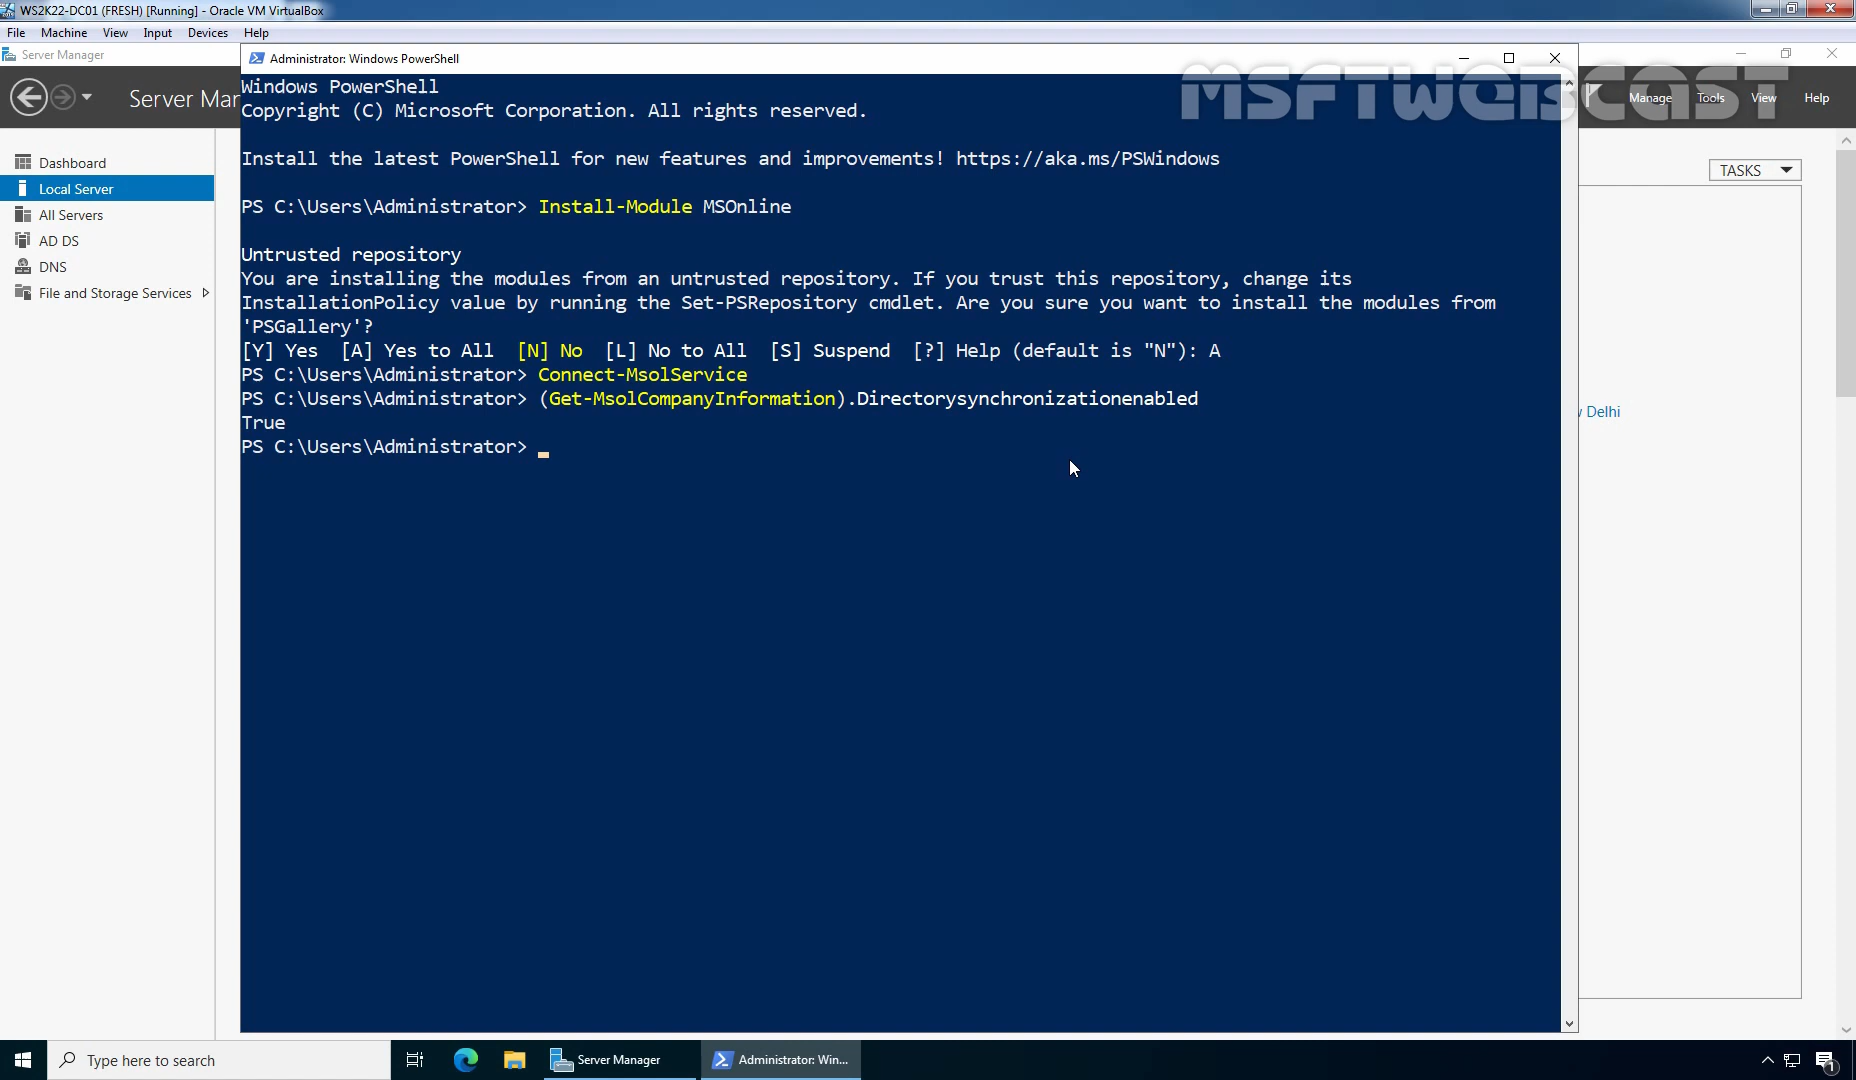 WS2K22-DC01 (FRESH) [Running] - Oracle VM VirtualBox
File Machine View Input Devices Help
Server Manager
Administrator: Windows PowerShell
MSFTWEBCAST
Server Mar
Manage Tools View Help
Dashboard
Local Server
All Servers
AD DS
DNS
File and Storage Services
TASKS
Delhi
Windows PowerShell
Copyright (C) Microsoft Corporation. All rights reserved.
Install the latest PowerShell for new features and improvements! https://aka.ms/PSWindows
PS C:\Users\Administrator> Install-Module MSOnline
Untrusted repository
You are installing the modules from an untrusted repository. If you trust this repository, change its
InstallationPolicy value by running the Set-PSRepository cmdlet. Are you sure you want to install the modules from
'PSGallery'?
[Y] Yes [A] Yes to All [N] No [L] No to All [S] Suspend [?] Help (default is "N"): A
PS C:\Users\Administrator> Connect-MsolService
PS C:\Users\Administrator> (Get-MsolCompanyInformation).Directorysynchronizationenabled
True
PS C:\Users\Administrator>
Type here to search
Server Manager
Administrator: Win...
1